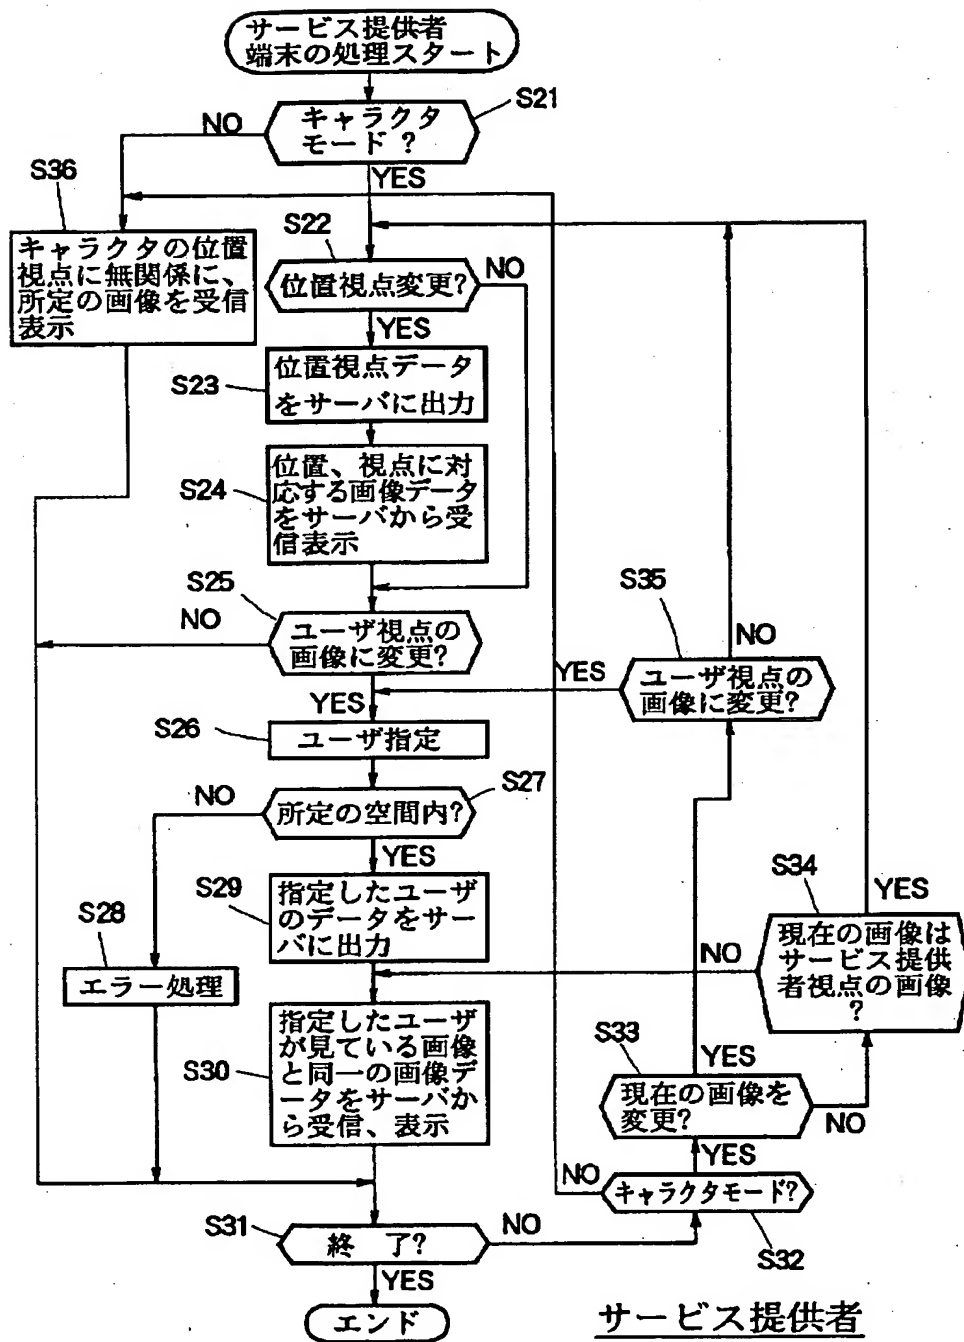 サービス提供者
端末の処理スタート
S21
NO
キャラクタ
モード?
YES
S36
キャラクタの位置
視点に無関係に、
所定の画像を受信
表示
S22
位置視点変更?
NO
YES
S23
位置視点データ
をサーバに出力
S24
位置、視点に対
応する画像データ
をサーバから受
信表示
S25
NO
ユーザ視点の
画像に変更?
YES
S35
NO
YES
ユーザ視点の
画像に変更?
S26
ユーザ指定
S27
NO
所定の空間内?
YES
S28
エラー処理
S29
指定したユーザ
のデータをサー
バに出力
S34
YES
NO
現在の画像は
サービス提供
者視点の画像
?
S30
指定したユーザ
が見ている画像
と同一の画像デ
ータをサーバか
ら受信、表示
S33
YES
現在の画像を
変更?
NO
YES
NO
キャラクタモード?
S32
S31
終 了?
NO
YES
エンド
サービス提供者